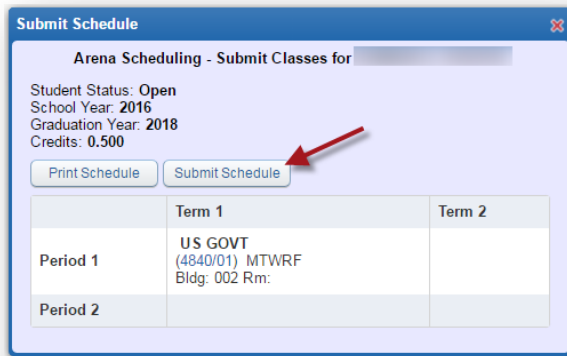 Submit Schedule
Arena Scheduling - Submit Classes for
Student Status: Open
School Year: 2016
Graduation Year: 2018
Credits: 0.500
Print Schedule Submit Schedule
Term 1 Term 2
US GOVT
Period 1 (4840/01) MTWRF
Bldg: 002 Rm:
Period 2